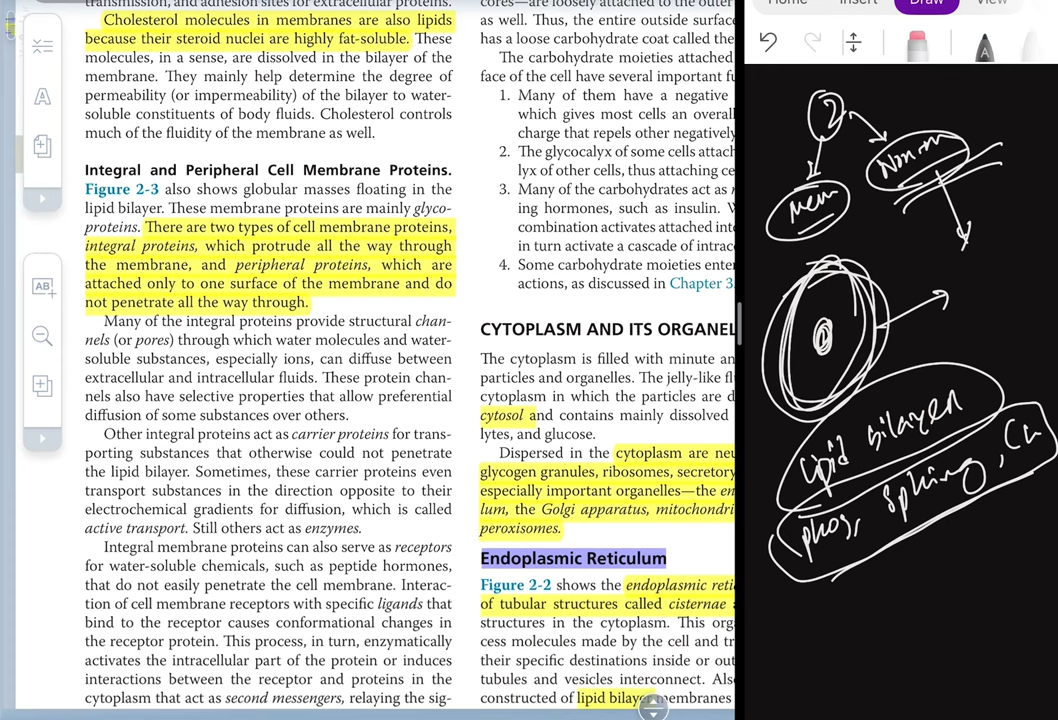 transmission, and adhesion sites for extracellular proteins.
Cholesterol molecules in membranes are also lipids
because their steroid nuclei are highly fat-soluble. These
molecules, in a sense, are dissolved in the bilayer of the
membrane. They mainly help determine the degree of
permeability (or impermeability) of the bilayer to water-
soluble constituents of body fluids. Cholesterol controls
much of the fluidity of the membrane as well.
Integral and Peripheral Cell Membrane Proteins.
Figure 2-3 also shows globular masses floating in the
lipid bilayer. These membrane proteins are mainly glyco-
proteins. There are two types of cell membrane proteins,
integral proteins, which protrude all the way through
the membrane, and peripheral proteins, which are
attached only to one surface of the membrane and do
not penetrate all the way through.
Many of the integral proteins provide structural chan-
nels (or pores) through which water molecules and water-
soluble substances, especially ions, can diffuse between
extracellular and intracellular fluids. These protein chan-
nels also have selective properties that allow preferential
diffusion of some substances over others.
Other integral proteins act as carrier proteins for trans-
porting substances that otherwise could not penetrate
the lipid bilayer. Sometimes, these carrier proteins even
transport substances in the direction opposite to their
electrochemical gradients for diffusion, which is called
active transport. Still others act as enzymes.
Integral membrane proteins can also serve as receptors
for water-soluble chemicals, such as peptide hormones,
that do not easily penetrate the cell membrane. Interac-
tion of cell membrane receptors with specific ligands that
bind to the receptor causes conformational changes in
the receptor protein. This process, in turn, enzymatically
activates the intracellular part of the protein or induces
interactions between the receptor and proteins in the
cytoplasm that act as second messengers, relaying the sig-
cores—are loosely attached to the outer
as well. Thus, the entire outside surface
has a loose carbohydrate coat called the
The carbohydrate moieties attached
face of the cell have several important fu
1. Many of them have a negative
which gives most cells an overall
charge that repels other negatively
2. The glycocalyx of some cells attach
lyx of other cells, thus attaching ce
3. Many of the carbohydrates act as
ing hormones, such as insulin. W
combination activates attached int
in turn activate a cascade of intrac
4. Some carbohydrate moieties ente
actions, as discussed in Chapter 3.
CYTOPLASM AND ITS ORGANEL
The cytoplasm is filled with minute an
particles and organelles. The jelly-like fl
cytoplasm in which the particles are d
cytosol and contains mainly dissolved
lytes, and glucose.
Dispersed in the cytoplasm are neu
glycogen granules, ribosomes, secretory
especially important organelles—the en
lum, the Golgi apparatus, mitochondri
peroxisomes.
Endoplasmic Reticulum
Figure 2-2 shows the endoplasmic reti
of tubular structures called cisternae
structures in the cytoplasm. This org
cess molecules made by the cell and tr
their specific destinations inside or out
tubules and vesicles interconnect. Als
constructed of lipid bilayer membranes
Home Insert Draw View
2
Non-m
Mem
Lipid bilayer
phos, sphing, Ch